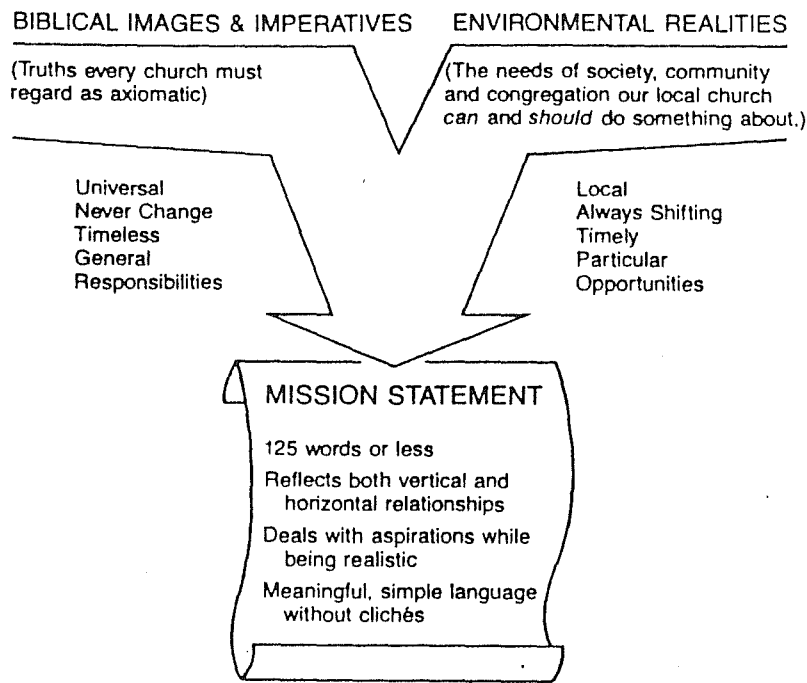 BIBLICAL IMAGES & IMPERATIVES
(Truths every church must
regard as axiomatic)
ENVIRONMENTAL REALITIES
(The needs of society, community
and congregation our local church
can and should do something about.)
Universal
Never Change
Timeless
General
Responsibilities
Local
Always Shifting
Timely
Particular
Opportunities
MISSION STATEMENT
125 words or less
Reflects both vertical and
horizontal relationships
Deals with aspirations while
being realistic
Meaningful, simple language
without clichés